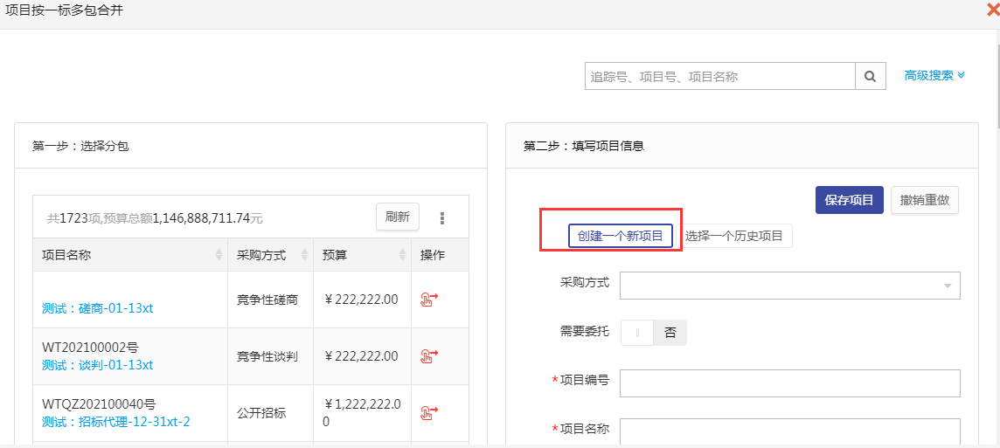 项目按一标多包合并
追踪号、项目号、项目名称
高级搜索
第一步：选择分包
共1723项,预算总额1,146,888,711.74元
刷新
项目名称
采购方式
预算
操作
测试：磋商-01-13xt
竞争性磋商
￥222,222.00
WT202100002号
测试：谈判-01-13xt
竞争性谈判
￥222,222.00
WTQZ202100040号
测试：招标代理-12-31xt-2
公开招标
￥1,222,222.0
0
第二步：填写项目信息
保存项目
撤销重做
创建一个新项目
选择一个历史项目
采购方式
需要委托
否
*项目编号
*项目名称